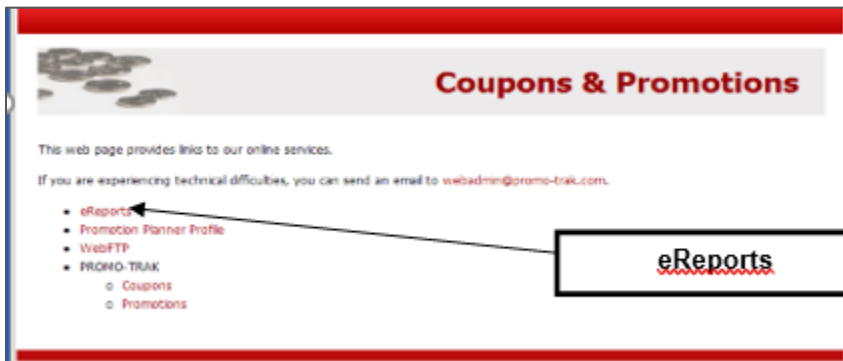 Coupons & Promotions
This web page provides links to our online services.
If you are experiencing technical difficulties, you can send an email to webadmin@promo-trak.com.
eReports
Promotion Planner Profile
WebFTP
PROMO-TRAK
Coupons
Promotions
eReports